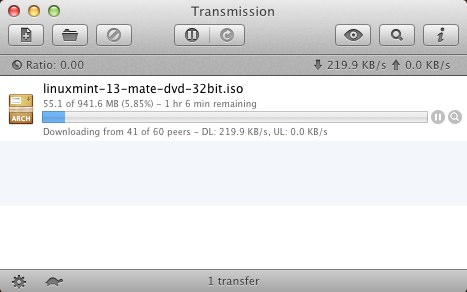 Transmission
Ratio: 0.00 219.9 KB/s 0.0 KB/s
linuxmint-13-mate-dvd-32bit.iso
55.1 of 941.6 MB (5.85%) - 1 hr 6 min remaining
ARCH
Downloading from 41 of 60 peers - DL: 219.9 KB/s, UL: 0.0 KB/s
1 transfer